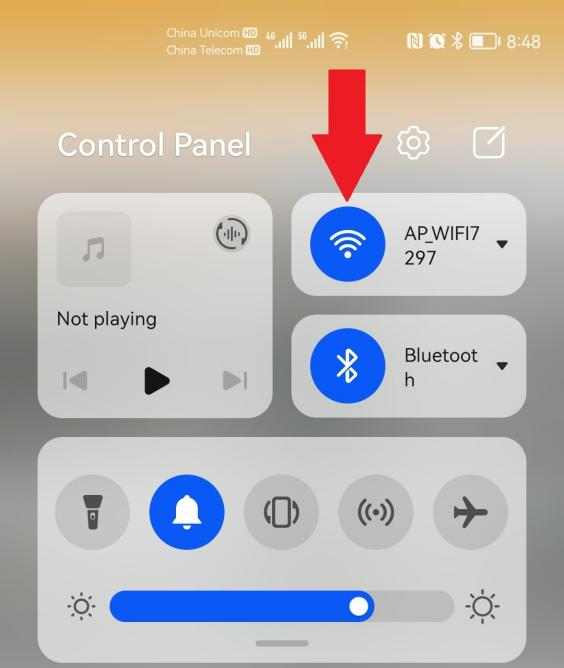 China Unicom HD
China Telecom HD
4G
5G
8:48
Control Panel
AP_WIFI7
297
Not playing
Bluetoot
h